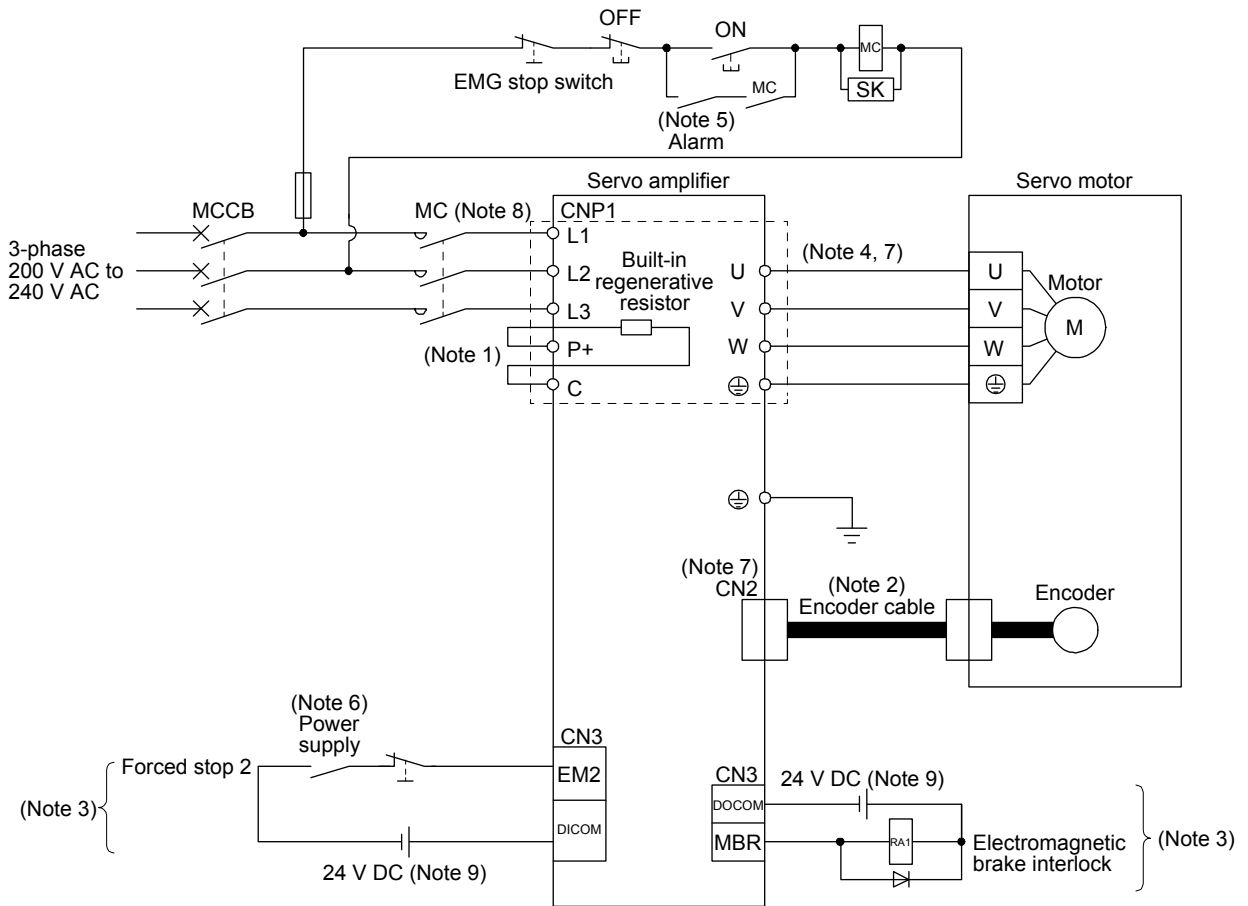 OFF
ON
MC
EMG stop switch
SK
MC
(Note 5)
Alarm
Servo amplifier
Servo motor
MCCB
MC (Note 8)
CNP1
3-phase
200 V AC to
240 V AC
L1
L2
L3
P+
C
Built-in
regenerative
resistor
(Note 1)
U
V
W
(Note 4, 7)
U
V
W
Motor
M
(Note 7)
CN2
(Note 2)
Encoder cable
Encoder
(Note 6)
Power
supply
Forced stop 2
(Note 3)
CN3
EM2
DICOM
24 V DC (Note 9)
CN3
DOCOM
MBR
24 V DC (Note 9)
RA1
Electromagnetic
brake interlock
(Note 3)